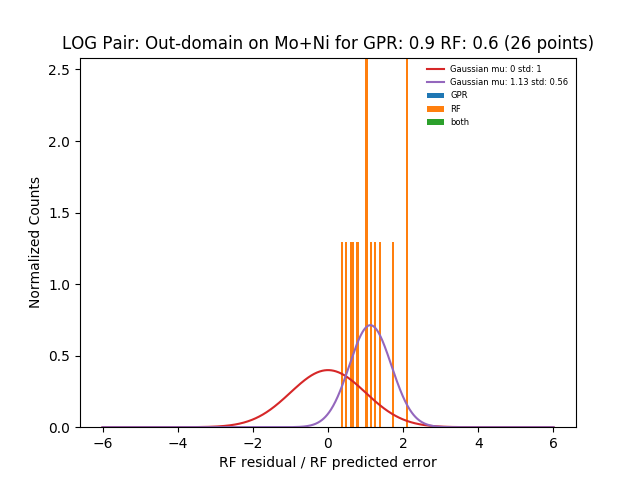 LOG Pair: Out-domain on Mo+Ni for GPR: 0.9 RF: 0.6 (26 points)
Gaussian mu: 0 std: 1
Gaussian mu: 1.13 std: 0.56
GPR
RF
both
Normalized Counts
2.5
2.0
1.5
1.0
0.5
0.0
−6 −4 −2 0 2 4 6
RF residual / RF predicted error